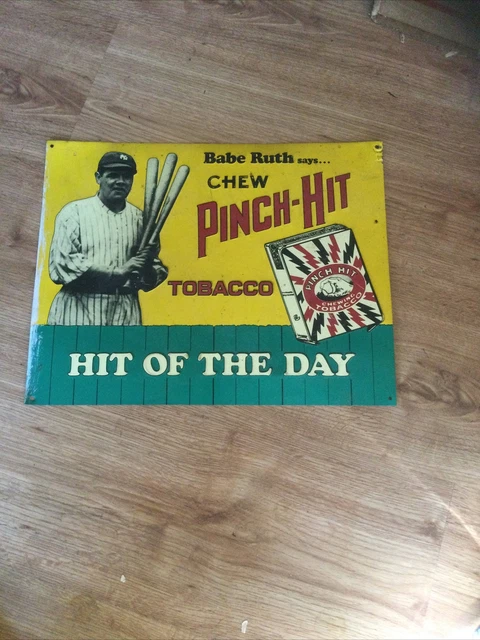 Babe Ruth says...
CHEW
PINCH-HIT
TOBACCO
PINCH HIT
CHEWING
TOBACCO
HIT OF THE DAY